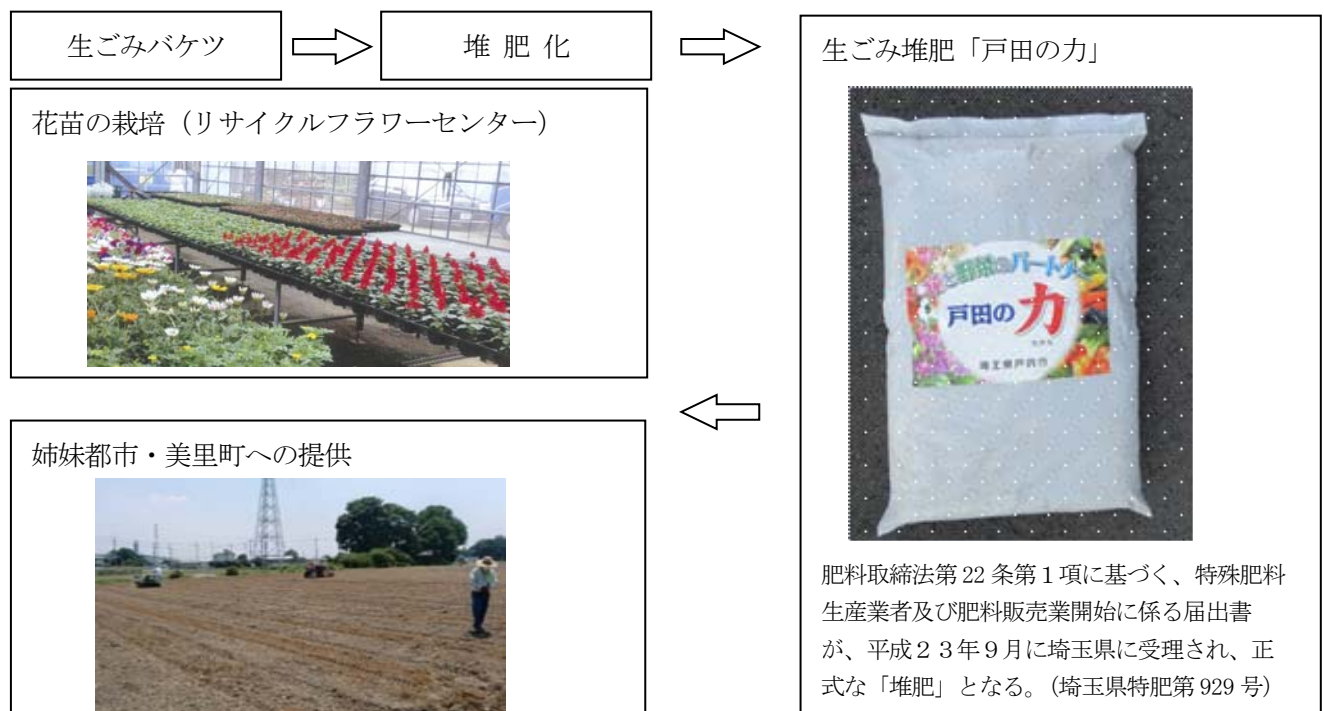 生ごみバケツ
堆 肥 化
生ごみ堆肥「戸田の力」
花苗の栽培（リサイクルフラワーセンター）
野菜のパートナー
戸田の力
埼玉県戸田市
肥料取締法第 22 条第１項に基づく、特殊肥料
生産業者及び肥料販売業開始に係る届出書
が、平成２３年９月に埼玉県に受理され、正
式な「堆肥」となる。（埼玉県特肥第 929 号）
姉妹都市・美里町への提供